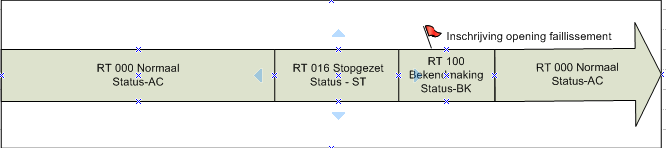 Inschrijving opening faillissement
RT 000 Normaal
Status-AC
RT 016 Stopgezet
Status - ST
RT 100
Bekendmaking
Status-BK
RT 000 Normaal
Status-AC